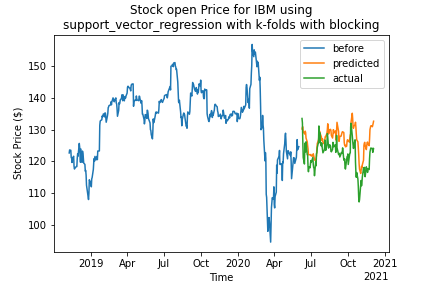 Stock open Price for IBM using
support_vector_regression with k-folds with blocking
before
predicted
actual
Stock Price ($)
150
140
130
120
110
100
2019
Apr
Jul
Oct
2020
Apr
Jul
Oct
2021
2021
Time